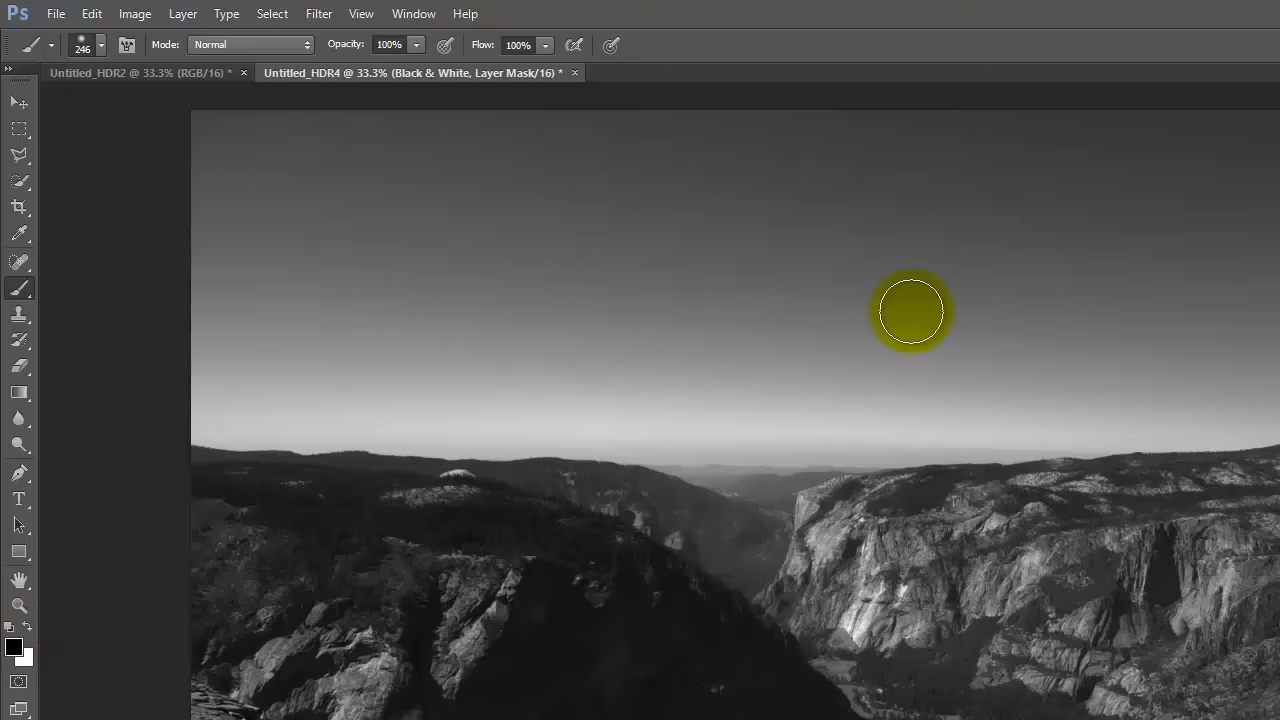 Ps File Edit Image Layer Type Select Filter View Window Help
246 Mode: Normal Opacity: 100% Flow: 100%
Untitled_HDR2 @ 33.3% (RGB/16) * × Untitled_HDR4 @ 33.3% (Black & White, Layer Mask/16) * ×
T